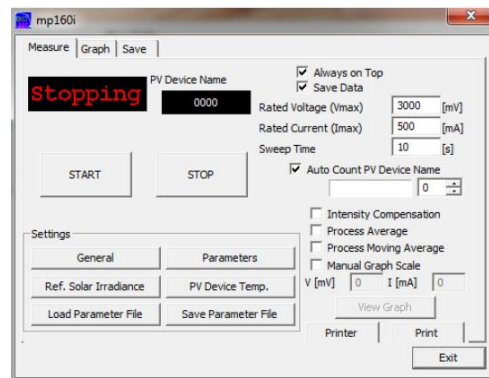 mp160i
Measure Graph Save
Stopping
PV Device Name
0000
Always on Top
Save Data
Rated Voltage (Vmax) 3000 [mV]
Rated Current (Imax) 500 [mA]
Sweep Time 10 [s]
START STOP
Auto Count PV Device Name
0
Intensity Compensation
Process Average
Process Moving Average
Manual Graph Scale
V [mV] 0 I [mA] 0
View Graph
Settings
General Parameters
Ref. Solar Irradiance PV Device Temp.
Load Parameter File Save Parameter File
Printer Print
Exit